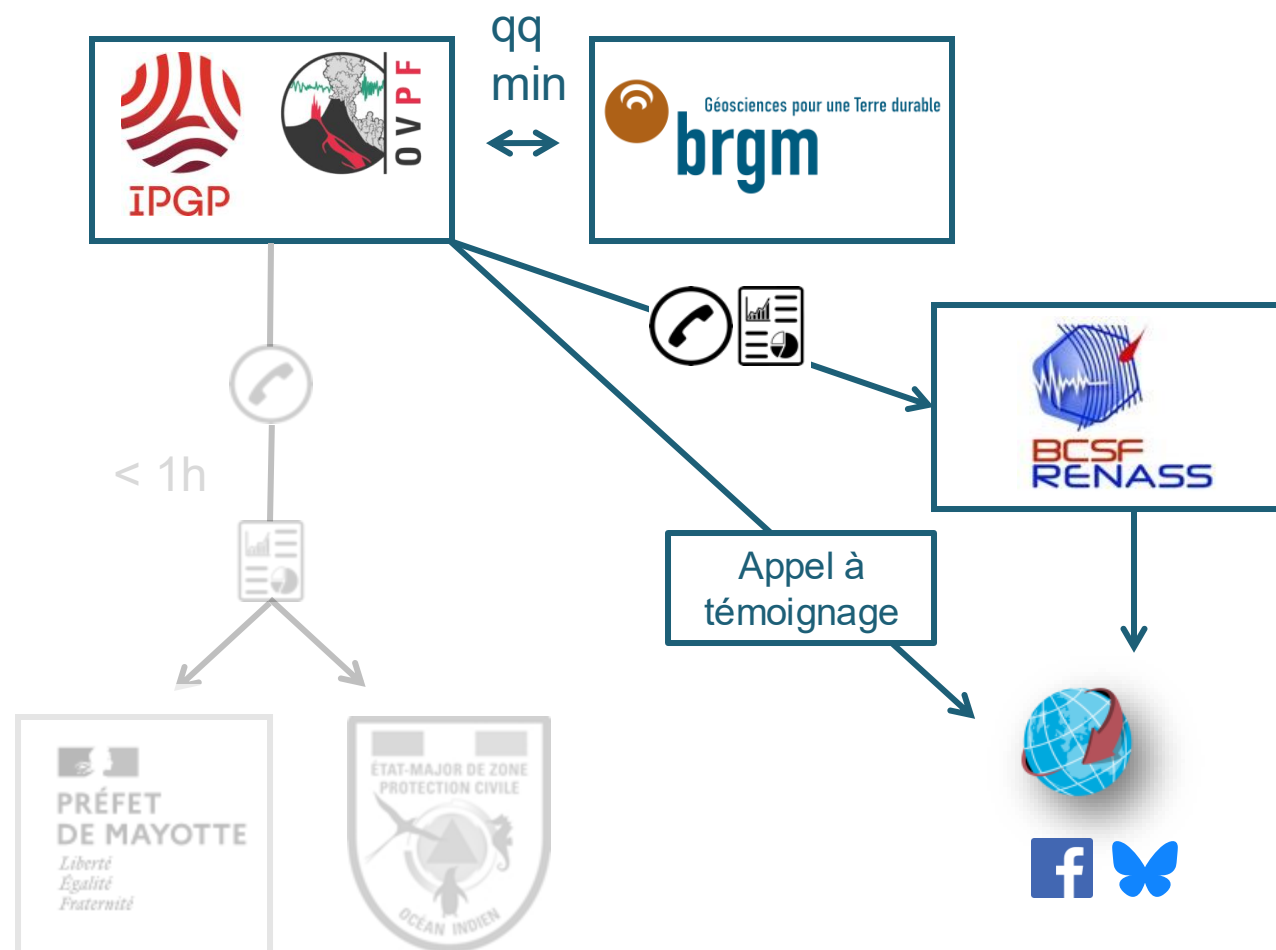 qq
min
IPGP
OVPF
Géosciences pour une Terre durable
brgm
BCSF
RENASS
< 1h
Appel à
témoignage
PRÉFET
DE MAYOTTE
Liberté
Égalité
Fraternité
ÉTAT-MAJOR DE ZONE
PROTECTION CIVILE
OCÉAN INDIEN
f